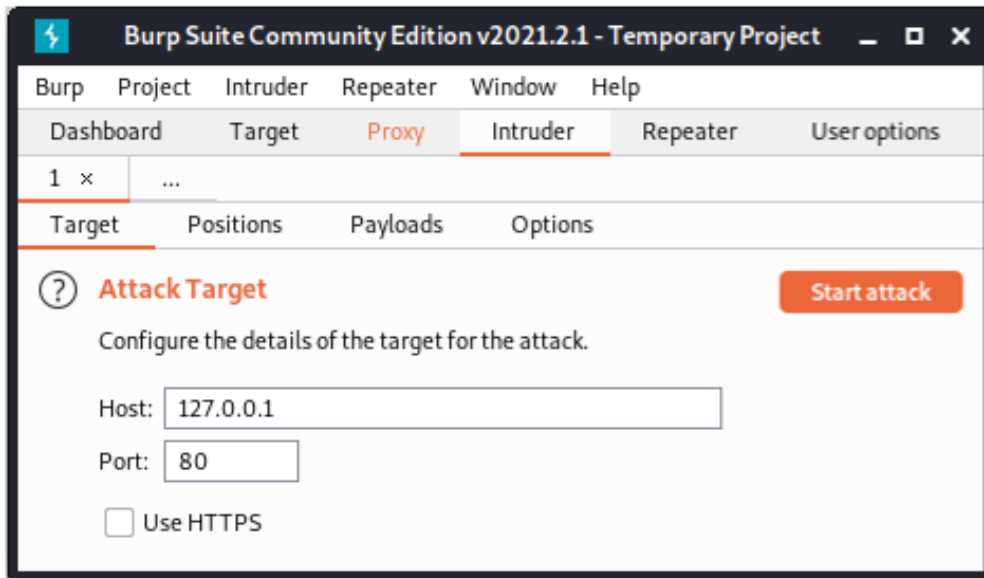 Burp Suite Community Edition v2021.2.1 - Temporary Project
Burp Project Intruder Repeater Window Help
Dashboard Target Proxy Intruder Repeater User options
1 × ...
Target Positions Payloads Options
? Attack Target Start attack
Configure the details of the target for the attack.
Host: 127.0.0.1
Port: 80
Use HTTPS